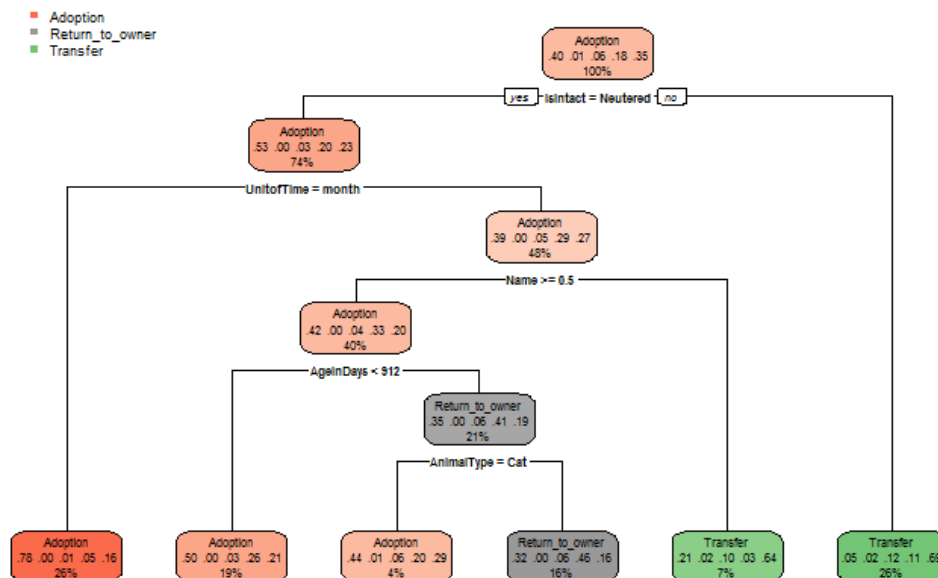 Adoption
Return_to_owner
Transfer
Adoption
.40 .01 .06 .18 .35
100%
yes IsIntact = Neutered no
Adoption
.53 .00 .03 .20 .23
74%
UnitofTime = month
Adoption
.39 .00 .05 .29 .27
48%
Name >= 0.5
Adoption
.42 .00 .04 .33 .20
40%
AgeInDays < 912
Return_to_owner
.35 .00 .06 .41 .19
21%
AnimalType = Cat
Adoption
.78 .00 .01 .05 .16
26%
Adoption
.50 .00 .03 .26 .21
19%
Adoption
.44 .01 .06 .20 .29
4%
Return_to_owner
.32 .00 .06 .46 .16
16%
Transfer
.21 .02 .10 .03 .64
7%
Transfer
.05 .02 .12 .11 .69
26%